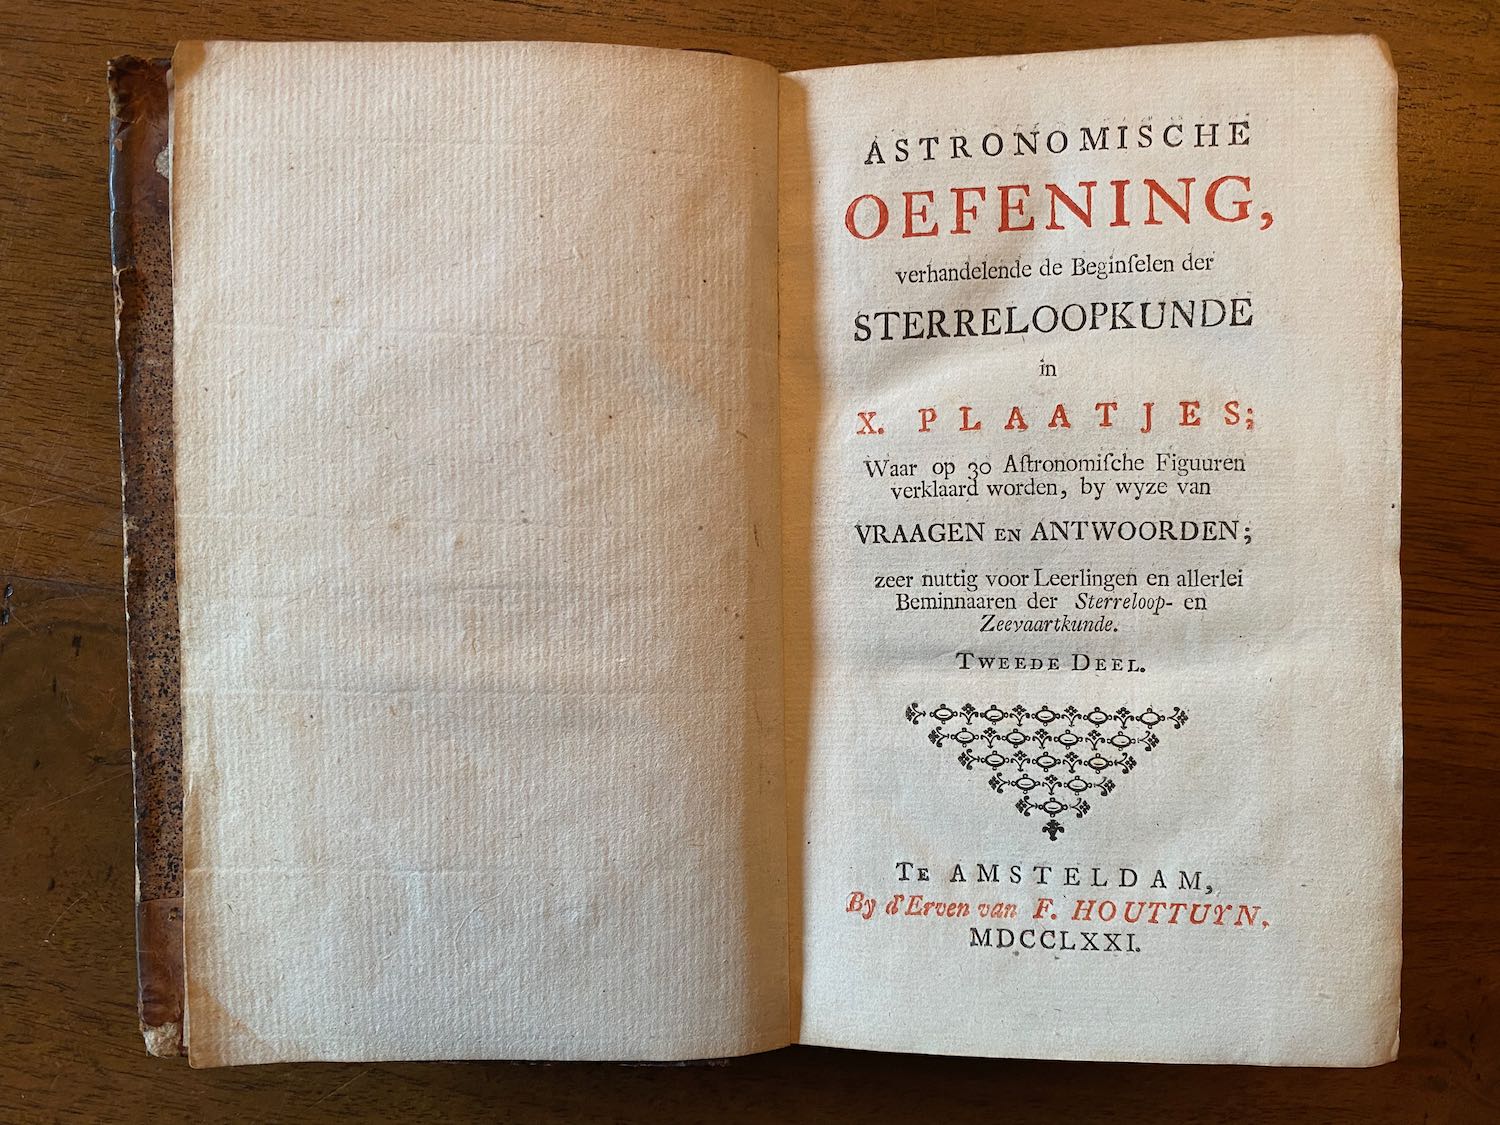 ASTRONOMISCHE
OEFENING,
verhandelende de Beginſelen der
STERRELOOPKUNDE
in
X. PLAATJES;
Waar op 30 Aſtronomiſche Figuuren
verklaard worden, by wyze van
VRAAGEN EN ANTWOORDEN;
zeer nuttig voor Leerlingen en allerlei
Beminnaaren der Sterreloop- en
Zeevaartkunde.
TWEEDE DEEL.
TE AMSTELDAM,
By d'Erven van F. HOUTTUYN,
MDCCLXXI.